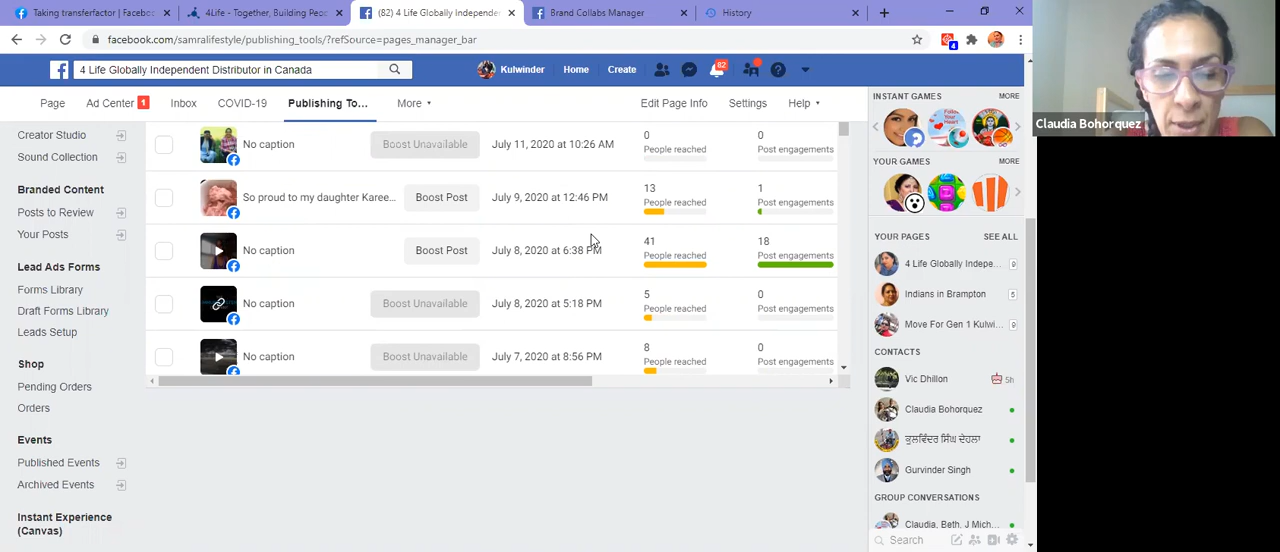 Taking transferfactor | Facebo
4Life - Together, Building Peo
(82) 4 Life Globally Independe
Brand Collabs Manager
History
facebook.com/samralifestyle/publishing_tools/?refSource=pages_manager_bar
4
4 Life Globally Independent Distributor in Canada
Kulwinder
Home
Create
82
Page
Ad Center 1
Inbox
COVID-19
Publishing To...
More
Edit Page Info
Settings
Help
Creator Studio
Sound Collection
Branded Content
Posts to Review
Your Posts
Lead Ads Forms
Forms Library
Draft Forms Library
Leads Setup
Shop
Pending Orders
Orders
Events
Published Events
Archived Events
Instant Experience
(Canvas)
No caption
Boost Unavailable
July 11, 2020 at 10:26 AM
0
People reached
0
Post engagements
So proud to my daughter Karee...
Boost Post
July 9, 2020 at 12:46 PM
13
People reached
1
Post engagements
No caption
Boost Post
July 8, 2020 at 6:38 PM
41
People reached
18
Post engagements
No caption
Boost Unavailable
July 8, 2020 at 5:18 PM
5
People reached
0
Post engagements
No caption
Boost Unavailable
July 7, 2020 at 8:56 PM
8
People reached
0
Post engagements
INSTANT GAMES
MORE
YOUR GAMES
MORE
YOUR PAGES
SEE ALL
4 Life Globally Indepe...
9
Indians in Brampton
5
Move For Gen 1 Kulwi...
9
CONTACTS
Vic Dhillon
5h
Claudia Bohorquez
ਕੁਲਵਿੰਦਰ ਸਿੰਘ ਦੇਹਲਾ
Gurvinder Singh
GROUP CONVERSATIONS
Claudia, Beth, J Mich...
Search
Claudia Bohorquez